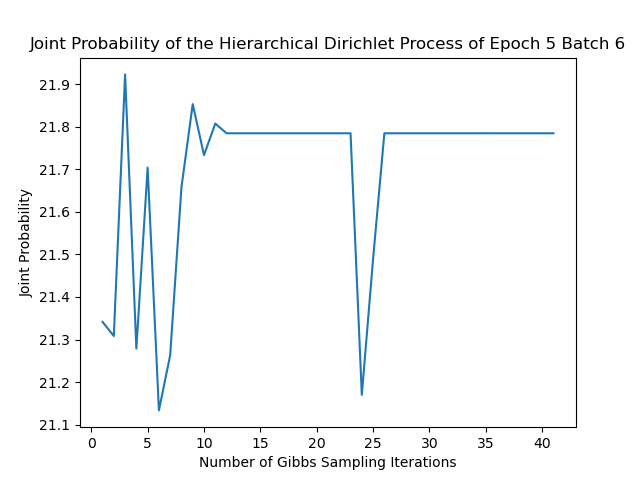 Joint Probability of the Hierarchical Dirichlet Process of Epoch 5 Batch 6
21.9
21.8
21.7
21.6
21.5
21.4
21.3
21.2
21.1
Joint Probability
0 5 10 15 20 25 30 35 40
Number of Gibbs Sampling Iterations